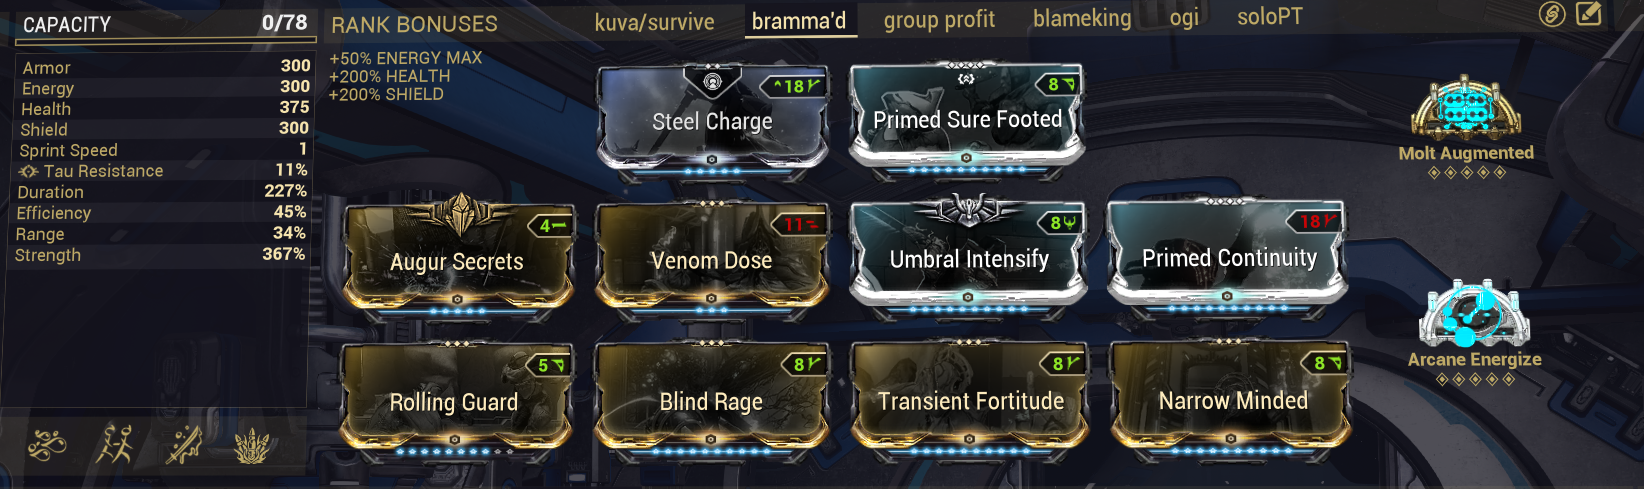 CAPACITY 0/78
RANK BONUSES
kuva/survive bramma'd group profit blameking ogi soloPT
+50% ENERGY MAX
+200% HEALTH
+200% SHIELD
Armor 300
Energy 300
Health 375
Shield 300
Sprint Speed 1
Tau Resistance 11%
Duration 227%
Efficiency 45%
Range 34%
Strength 367%
18
Steel Charge
8
Primed Sure Footed
Molt Augmented
4
Augur Secrets
11
Venom Dose
8
Umbral Intensify
18
Primed Continuity
Arcane Energize
5
Rolling Guard
8
Blind Rage
8
Transient Fortitude
8
Narrow Minded